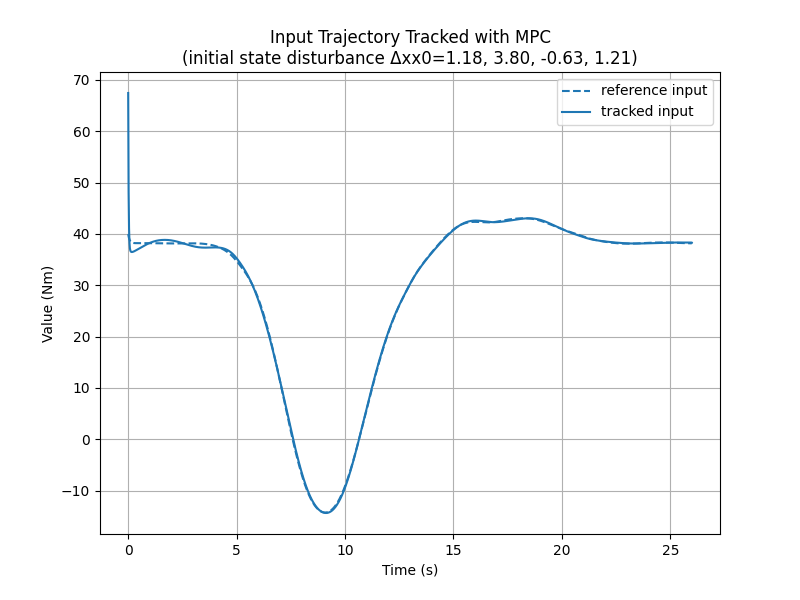 Input Trajectory Tracked with MPC
(initial state disturbance Δxx0=1.18, 3.80, -0.63, 1.21)
reference input
tracked input
70
60
50
40
30
20
10
0
−10
Value (Nm)
0 5 10 15 20 25
Time (s)